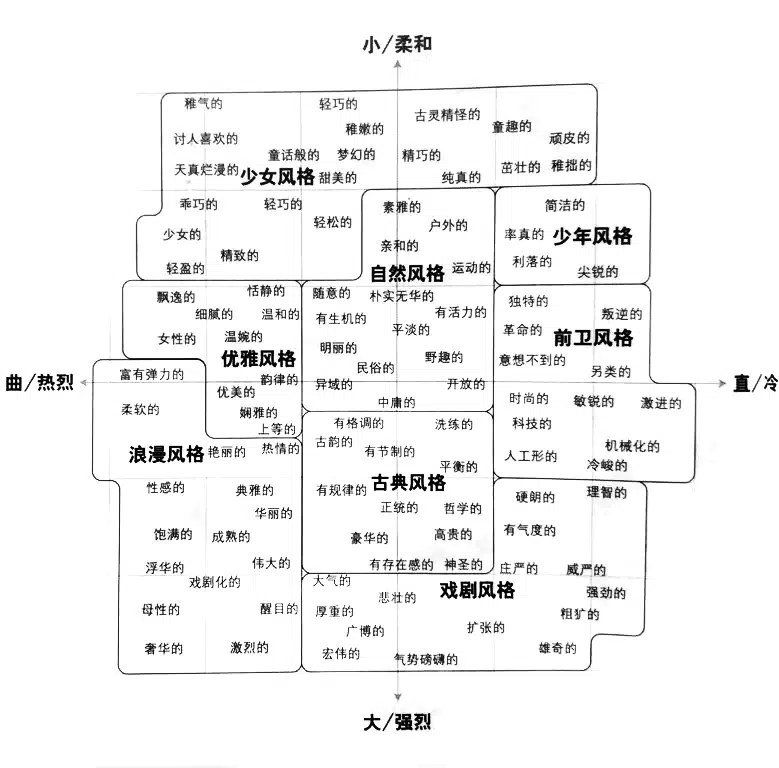 小/柔和
稚气的
轻巧的
古灵精怪的
童趣的
讨人喜欢的
稚嫩的
顽皮的
童话般的
梦幻的
精巧的
茁壮的
稚拙的
天真烂漫的
少女风格
甜美的
纯真的
乖巧的
轻巧的
轻松的
少女的
精致的
轻盈的
素雅的
户外的
亲和的
自然风格
运动的
随意的
朴实无华的
有生机的
有活力的
平淡的
明丽的
野趣的
民俗的
异域的
开放的
中庸的
简洁的
率真的
少年风格
利落的
尖锐的
独特的
叛逆的
革命的
前卫风格
意想不到的
另类的
时尚的
敏锐的
激进的
科技的
机械化的
人工形的
冷峻的
飘逸的
恬静的
细腻的
温和的
女性的
温婉的
优雅风格
韵律的
优美的
娴雅的
上等的
曲/热烈
直/冷
富有弹力的
柔软的
浪漫风格
艳丽的
热情的
性感的
典雅的
华丽的
饱满的
成熟的
浮华的
伟大的
戏剧化的
母性的
醒目的
奢华的
激烈的
有格调的
洗练的
古韵的
有节制的
平衡的
古典风格
有规律的
正统的
哲学的
豪华的
高贵的
有存在感的
神圣的
硬朗的
理智的
有气度的
庄严的
威严的
大气的
戏剧风格
强劲的
悲壮的
厚重的
粗犷的
广博的
扩张的
宏伟的
气势磅礴的
雄奇的
大/强烈